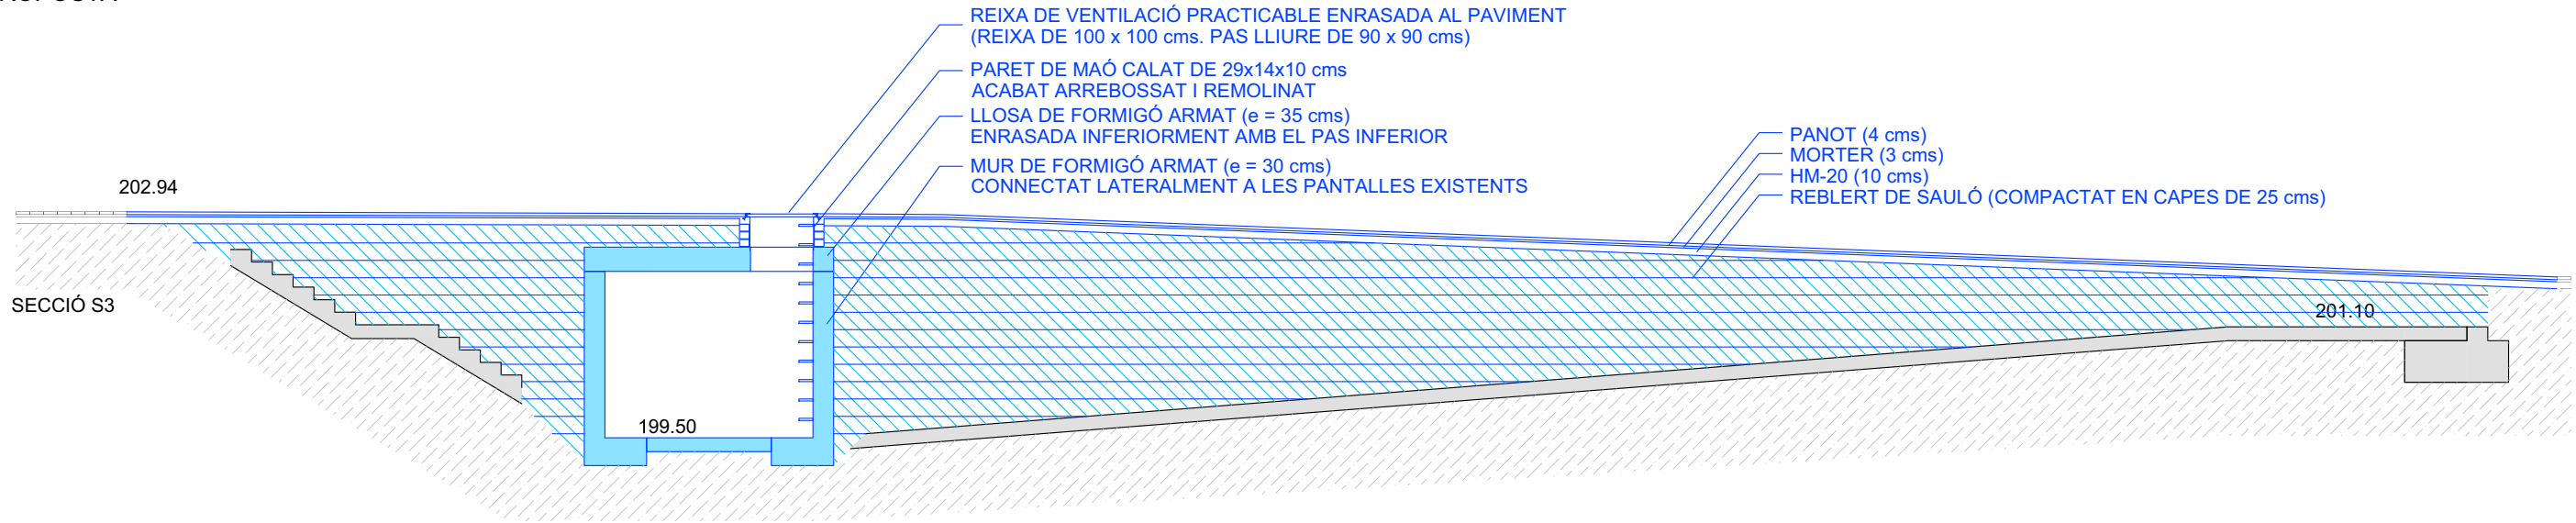 REIXA DE VENTILACIÓ PRACTICABLE ENRASADA AL PAVIMENT
(REIXA DE 100 x 100 cms. PAS LLIURE DE 90 x 90 cms)
PARET DE MAÓ CALAT DE 29x14x10 cms
ACABAT ARREBOSSAT I REMOLINAT
LLOSA DE FORMIGÓ ARMAT (e = 35 cms)
ENRASADA INFERIORMENT AMB EL PAS INFERIOR
MUR DE FORMIGÓ ARMAT (e = 30 cms)
CONNECTAT LATERALMENT A LES PANTALLES EXISTENTS
PANOT (4 cms)
MORTER (3 cms)
HM-20 (10 cms)
REBLERT DE SAULÓ (COMPACTAT EN CAPES DE 25 cms)
202.94
SECCIÓ S3
201.10
199.50